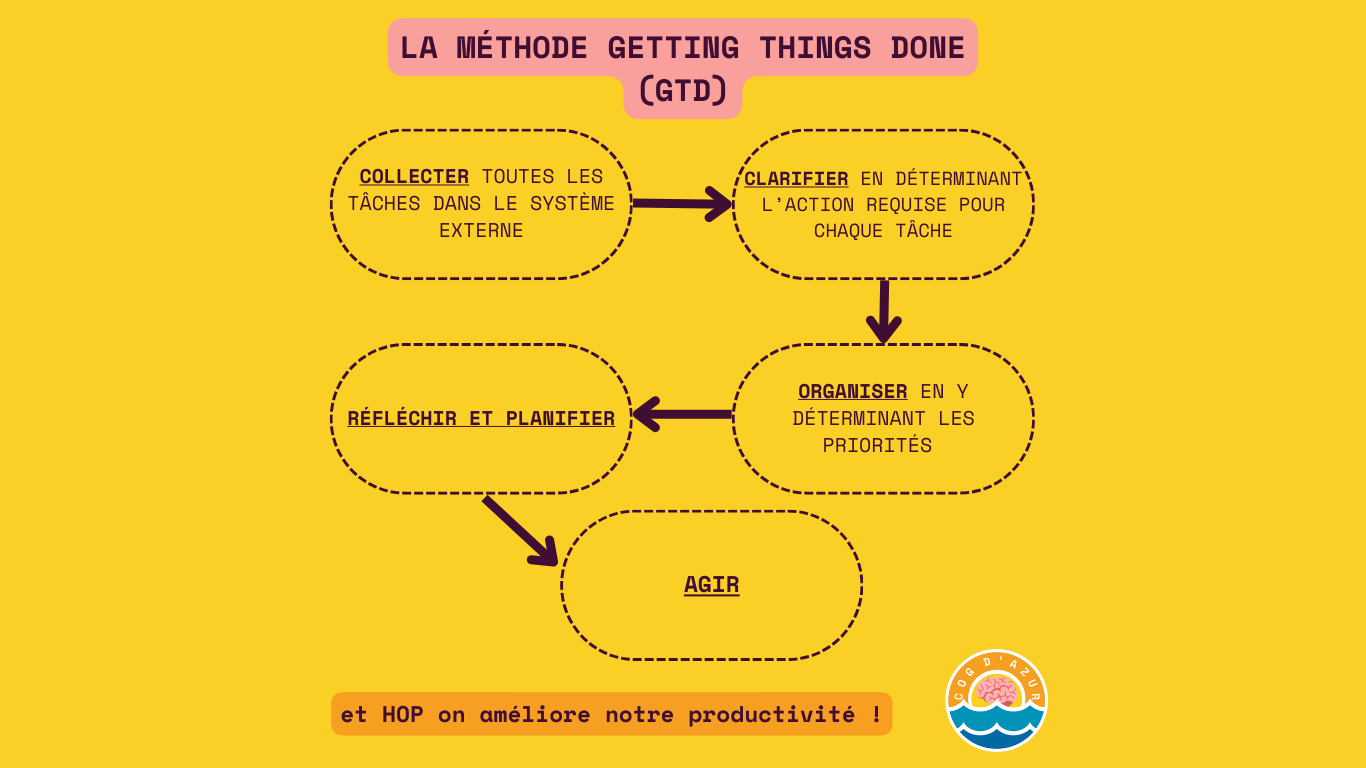 LA MÉTHODE GETTING THINGS DONE
(GTD)
COLLECTER TOUTES LES
TÂCHES DANS LE SYSTÈME
EXTERNE
CLARIFIER EN DÉTERMINANT
L'ACTION REQUISE POUR
CHAQUE TÂCHE
ORGANISER EN Y
DÉTERMINANT LES
PRIORITÉS
RÉFLÉCHIR ET PLANIFIER
AGIR
et HOP on améliore notre productivité !
COG D'AZUR